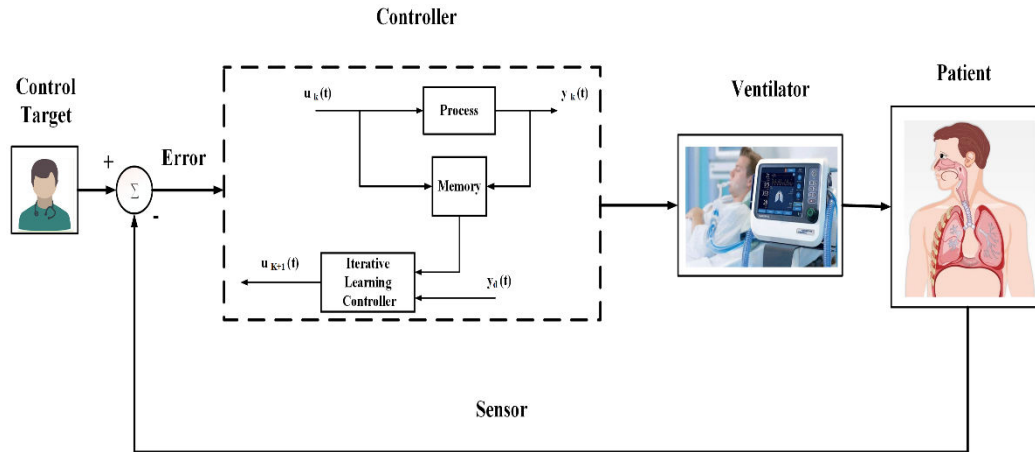 Controller
Control
Target
+
Error
Σ
-
u k(t)
Process
y k(t)
Memory
u K+1(t)
Iterative
Learning
Controller
yd(t)
Ventilator
Patient
Sensor